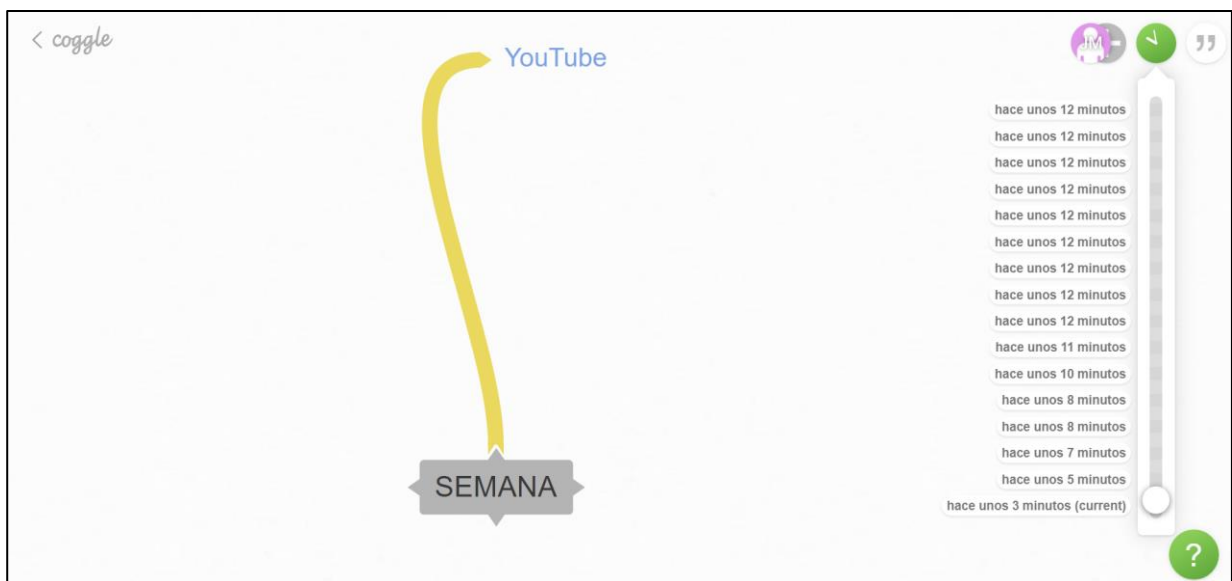 coggle
YouTube
JM
hace unos 12 minutos
hace unos 12 minutos
hace unos 12 minutos
hace unos 12 minutos
hace unos 12 minutos
hace unos 12 minutos
hace unos 12 minutos
hace unos 12 minutos
hace unos 12 minutos
hace unos 11 minutos
hace unos 10 minutos
hace unos 8 minutos
hace unos 8 minutos
hace unos 7 minutos
hace unos 5 minutos
hace unos 3 minutos (current)
SEMANA
?